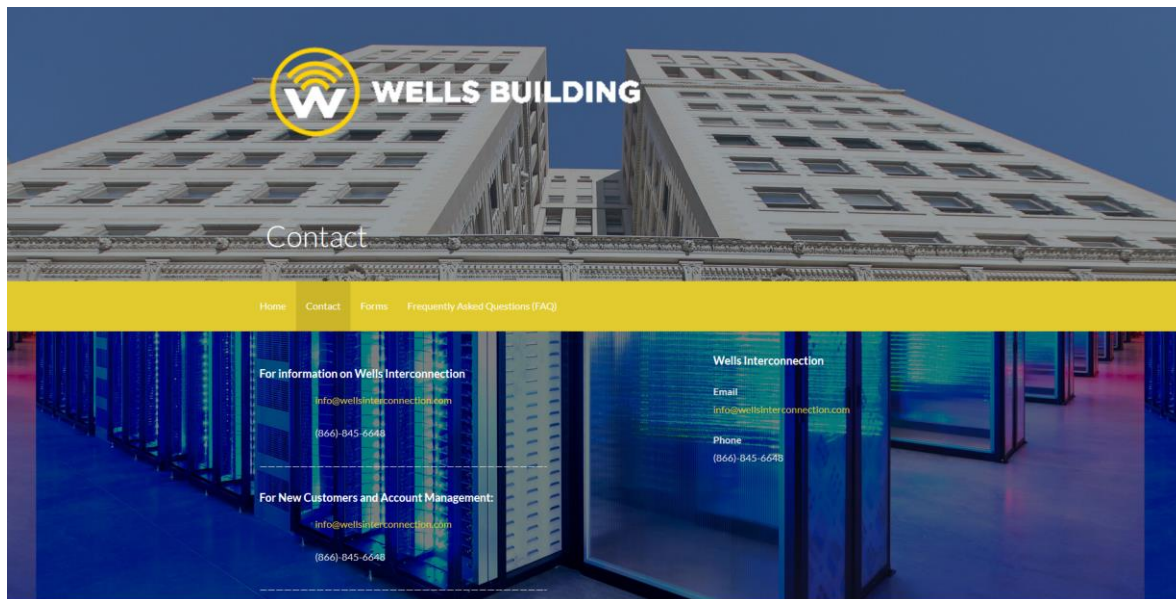 WELLS BUILDING
Contact
Home Contact Forms Frequently Asked Questions (FAQ)
For information on Wells Interconnection
info@wellsinterconnection.com
(866)-845-6648
For New Customers and Account Management:
info@wellsinterconnection.com
(866)-845-6648
Wells Interconnection
Email
info@wellsinterconnection.com
Phone
(866)-845-6648